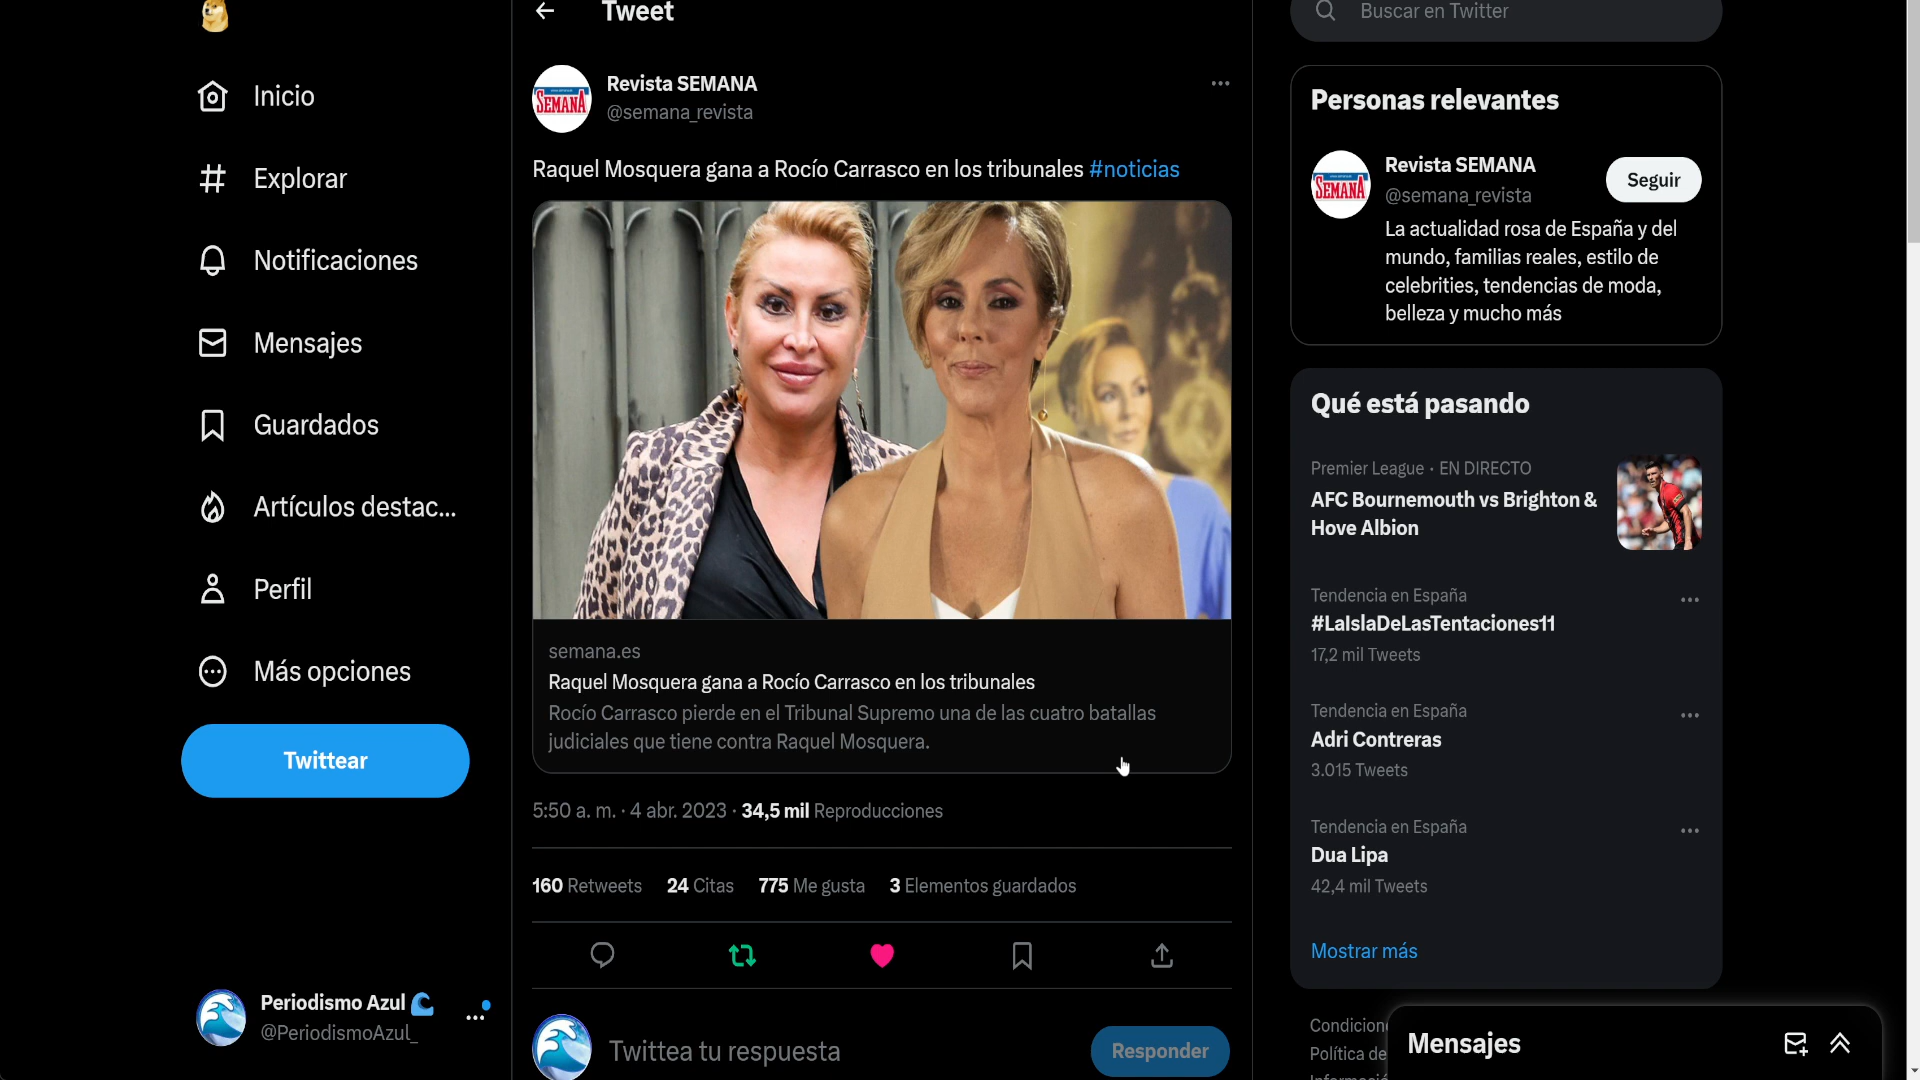 Inicio
Explorar
Notificaciones
Mensajes
Guardados
Artículos destac...
Perfil
Más opciones
Twittear
Periodismo Azul
@PeriodismoAzul_
Tweet
SEMANA
Revista SEMANA
@semana_revista
Raquel Mosquera gana a Rocío Carrasco en los tribunales #noticias
semana.es
Raquel Mosquera gana a Rocío Carrasco en los tribunales
Rocío Carrasco pierde en el Tribunal Supremo una de las cuatro batallas
judiciales que tiene contra Raquel Mosquera.
5:50 a. m. · 4 abr. 2023 · 34,5 mil Reproducciones
160 Retweets 24 Citas 775 Me gusta 3 Elementos guardados
Twittea tu respuesta
Responder
Buscar en Twitter
Personas relevantes
SEMANA
Revista SEMANA
@semana_revista
Seguir
La actualidad rosa de España y del
mundo, familias reales, estilo de
celebrities, tendencias de moda,
belleza y mucho más
Qué está pasando
Premier League · EN DIRECTO
AFC Bournemouth vs Brighton &
Hove Albion
Tendencia en España
#LaIslaDeLasTentaciones11
17,2 mil Tweets
Tendencia en España
Adri Contreras
3.015 Tweets
Tendencia en España
Dua Lipa
42,4 mil Tweets
Mostrar más
Condicion
Política de
Mensajes